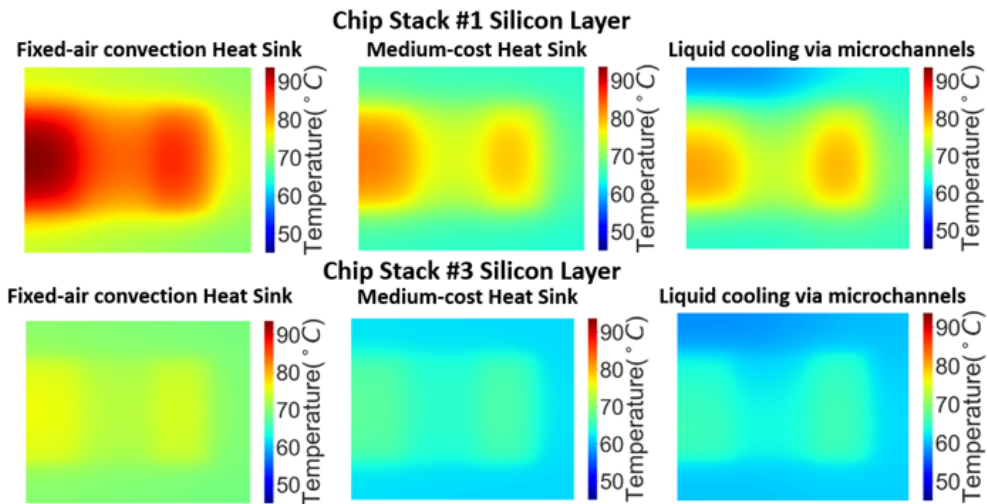 Chip Stack #1 Silicon Layer
Fixed-air convection Heat Sink
Medium-cost Heat Sink
Liquid cooling via microchannels
90
80
70
60
50
Temperature(°C)
90
80
70
60
50
Temperature(°C)
90
80
70
60
50
Temperature(°C)
Chip Stack #3 Silicon Layer
Fixed-air convection Heat Sink
Medium-cost Heat Sink
Liquid cooling via microchannels
90
80
70
60
50
Temperature(°C)
90
80
70
60
50
Temperature(°C)
90
80
70
60
50
Temperature(°C)